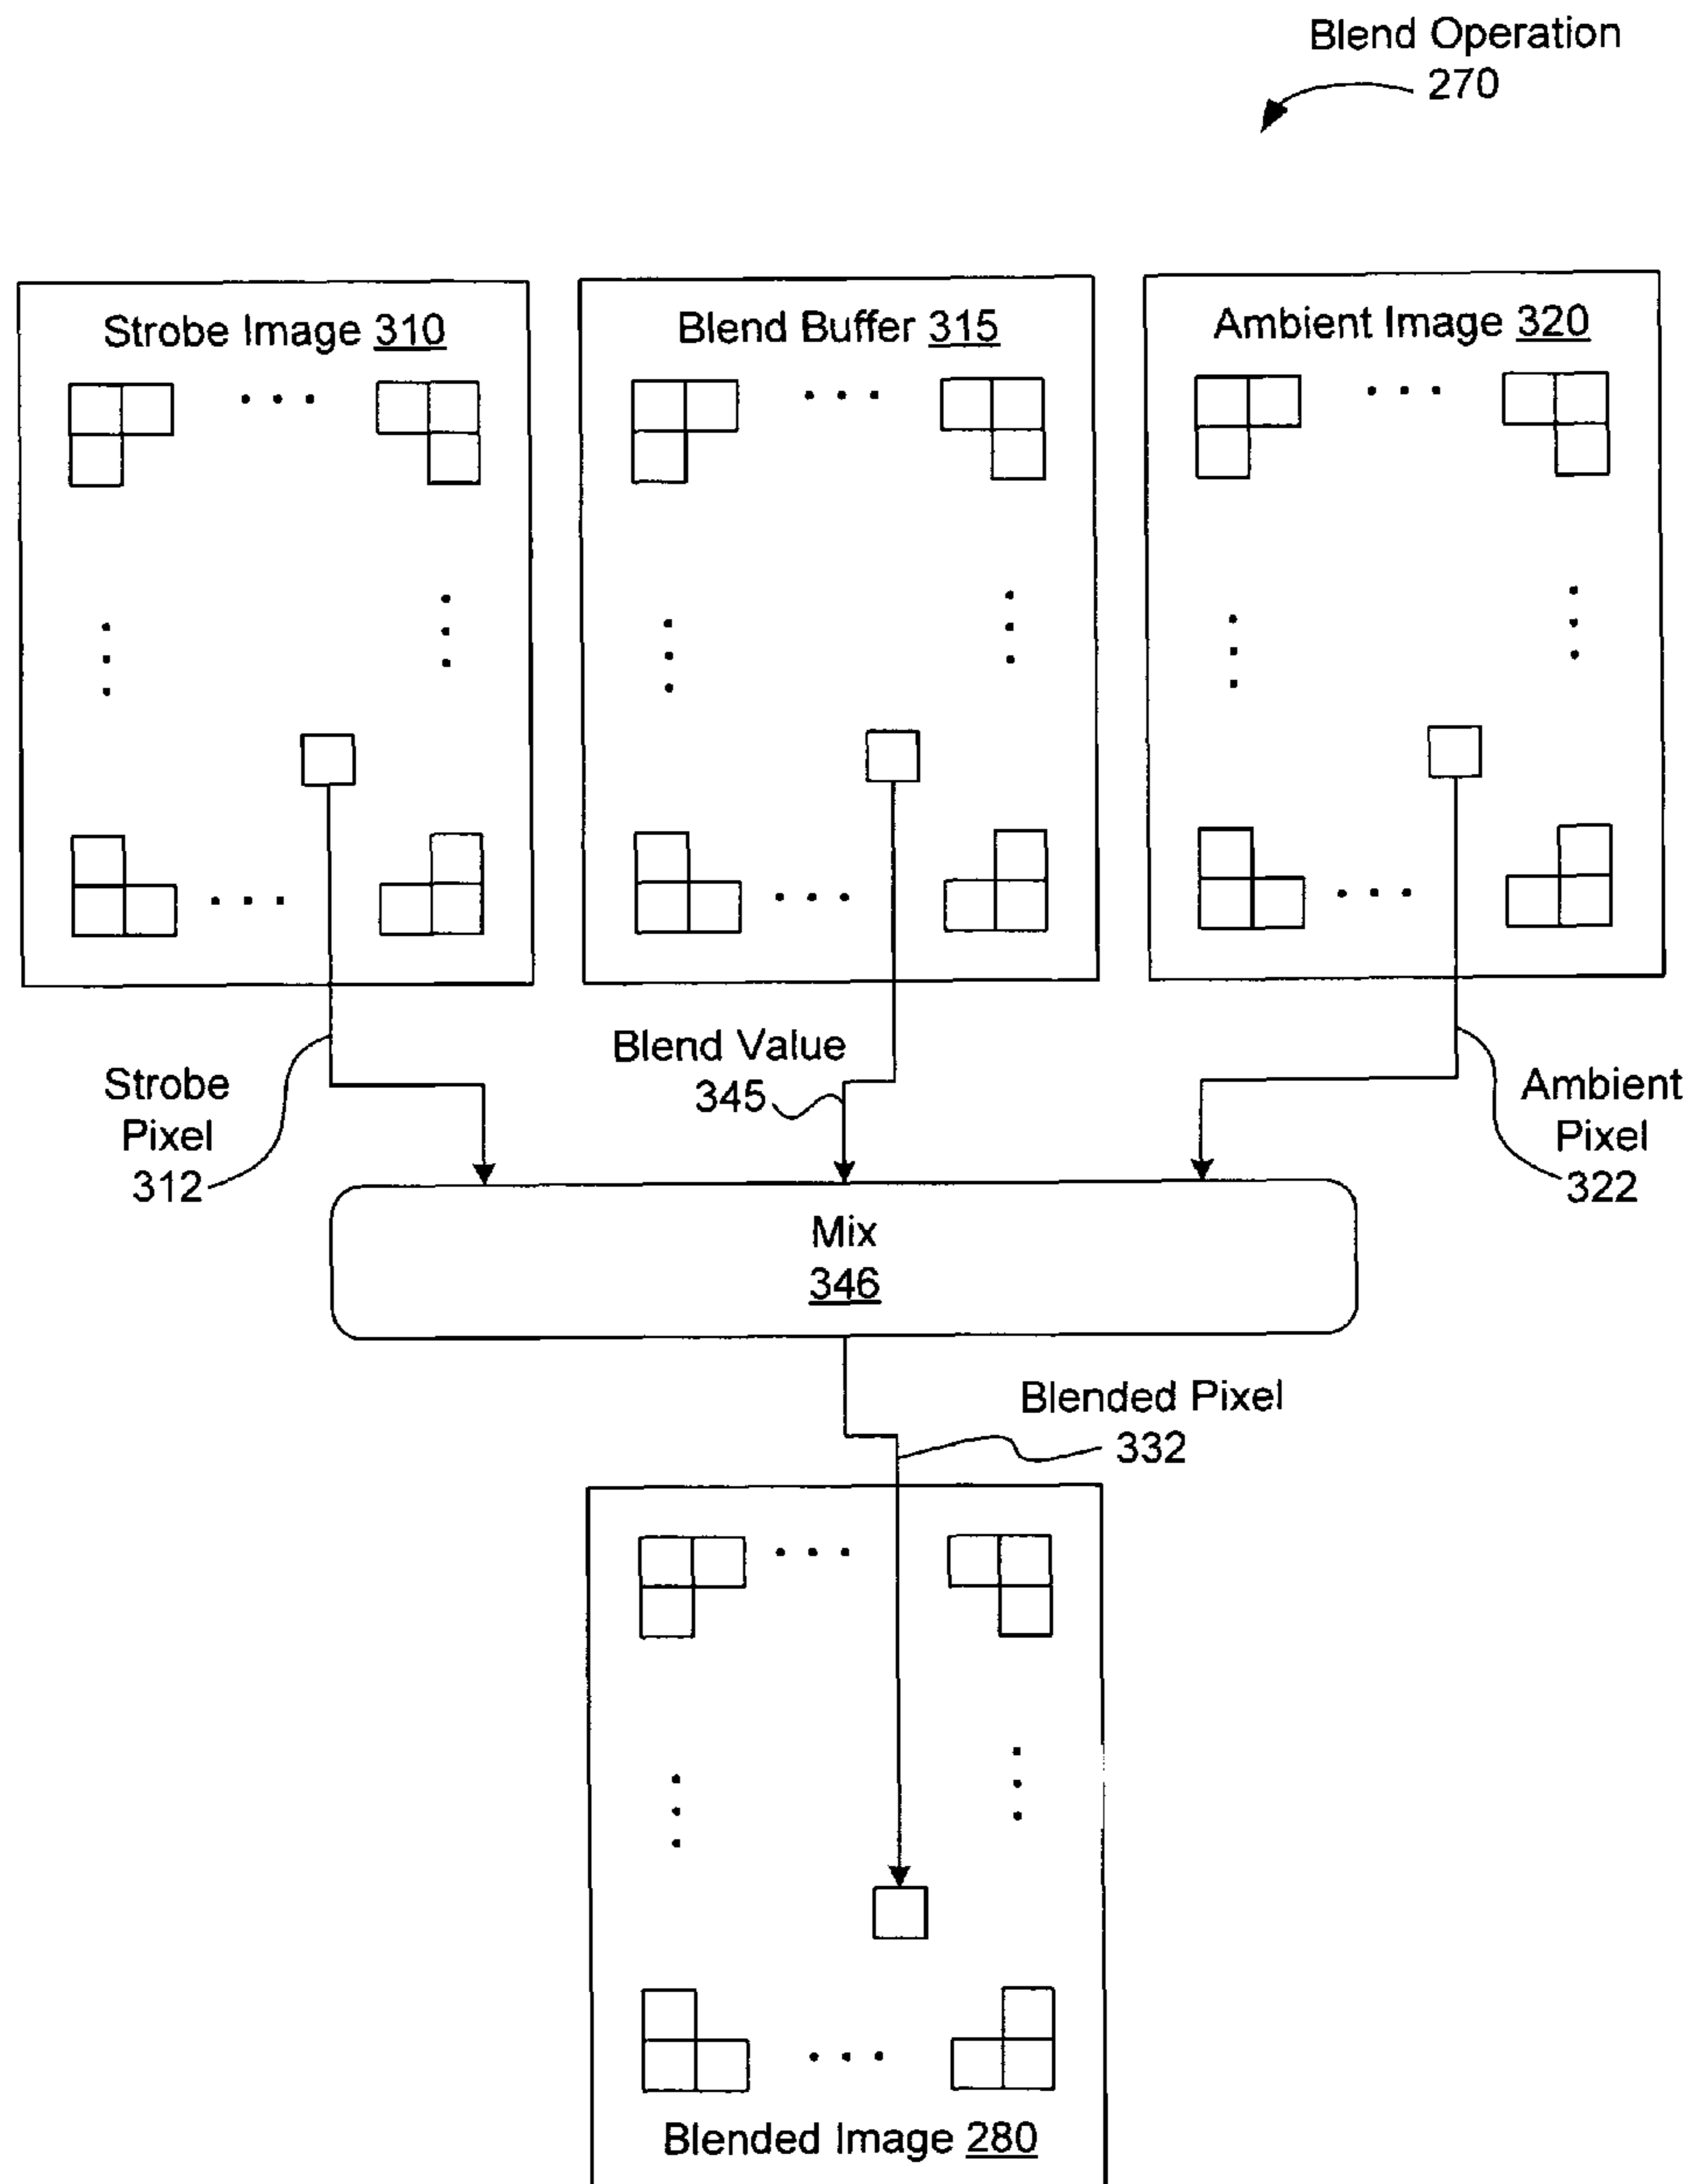 Blend Operation
270
Strobe Image 310
Blend Buffer 315
Ambient Image 320
Blend Value
345
Strobe
Pixel
312
Ambient
Pixel
322
Mix
346
Blended Pixel
332
Blended Image 280